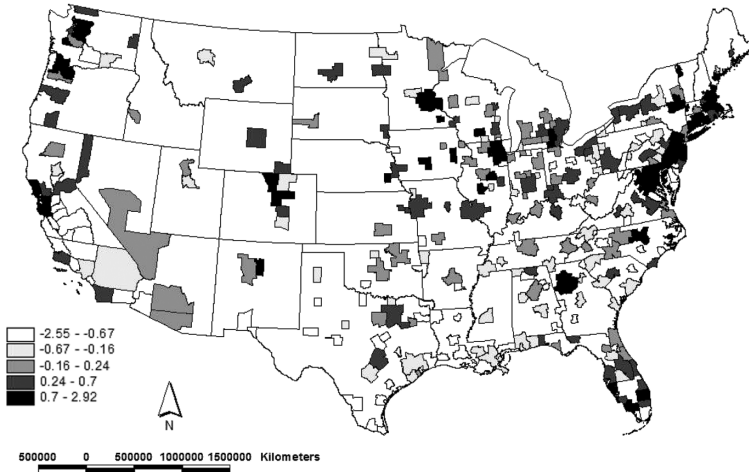 -2.55 - -0.67
-0.67 - -0.16
-0.16 - 0.24
0.24 - 0.7
0.7 - 2.92
N
500000 0 500000 1000000 1500000 Kilometers